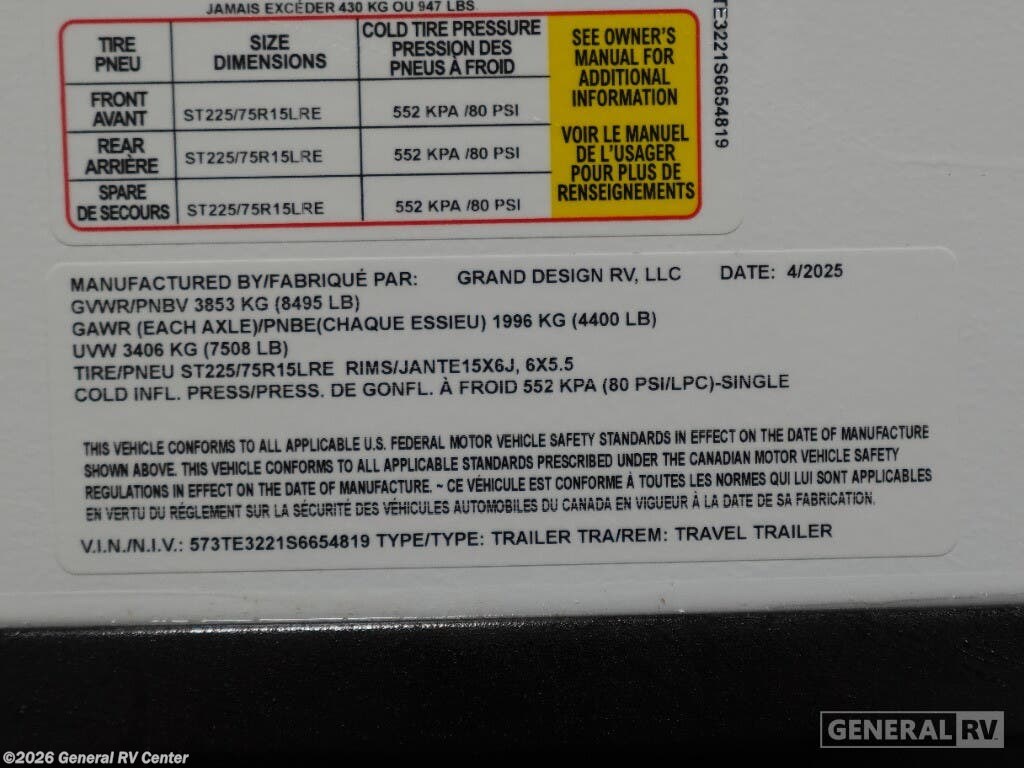 JAMAIS EXCÉDER 430 KG OU 947 LBS.
TIRE
PNEU
SIZE
DIMENSIONS
COLD TIRE PRESSURE
PRESSION DES
PNEUS À FROID
SEE OWNER'S
MANUAL FOR
ADDITIONAL
INFORMATION
VOIR LE MANUEL
DE L'USAGER
POUR PLUS DE
RENSEIGNEMENTS
FRONT
AVANT
ST225/75R15LRE
552 KPA /80 PSI
REAR
ARRIÈRE
ST225/75R15LRE
552 KPA /80 PSI
SPARE
DE SECOURS
ST225/75R15LRE
552 KPA /80 PSI
TE3221S6654819
MANUFACTURED BY/FABRIQUÉ PAR: GRAND DESIGN RV, LLC DATE: 4/2025
GVWR/PNBV 3853 KG (8495 LB)
GAWR (EACH AXLE)/PNBE(CHAQUE ESSIEU) 1996 KG (4400 LB)
UVW 3406 KG (7508 LB)
TIRE/PNEU ST225/75R15LRE RIMS/JANTE15X6J, 6X5.5
COLD INFL. PRESS/PRESS. DE GONFL. À FROID 552 KPA (80 PSI/LPC)-SINGLE
THIS VEHICLE CONFORMS TO ALL APPLICABLE U.S. FEDERAL MOTOR VEHICLE SAFETY STANDARDS IN EFFECT ON THE DATE OF MANUFACTURE
SHOWN ABOVE. THIS VEHICLE CONFORMS TO ALL APPLICABLE STANDARDS PRESCRIBED UNDER THE CANADIAN MOTOR VEHICLE SAFETY
REGULATIONS IN EFFECT ON THE DATE OF MANUFACTURE. ~ CE VÉHICULE EST CONFORME À TOUTES LES NORMES QUI LUI SONT APPLICABLES
EN VERTU DU RÉGLEMENT SUR LA SÉCURITÉ DES VÉHICULES AUTOMOBILES DU CANADA EN VIGUEUR À LA DATE DE SA FABRICATION.
V.I.N./N.I.V.: 573TE3221S6654819 TYPE/TYPE: TRAILER TRA/REM: TRAVEL TRAILER
GENERAL RV
©2026 General RV Center